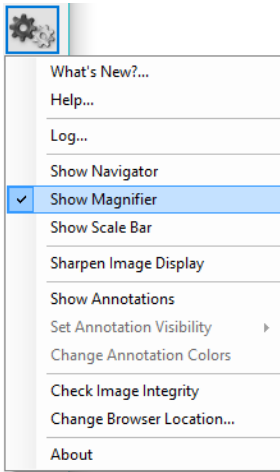 What's New?...
Help...
Log...
Show Navigator
Show Magnifier
Show Scale Bar
Sharpen Image Display
Show Annotations
Set Annotation Visibility
Change Annotation Colors
Check Image Integrity
Change Browser Location...
About